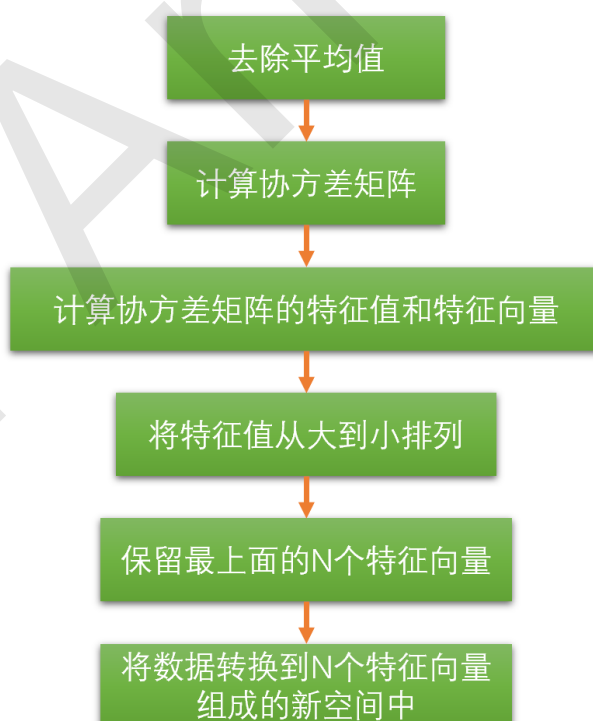 去除平均值
计算协方差矩阵
计算协方差矩阵的特征值和特征向量
将特征值从大到小排列
保留最上面的N个特征向量
将数据转换到N个特征向量
组成的新空间中